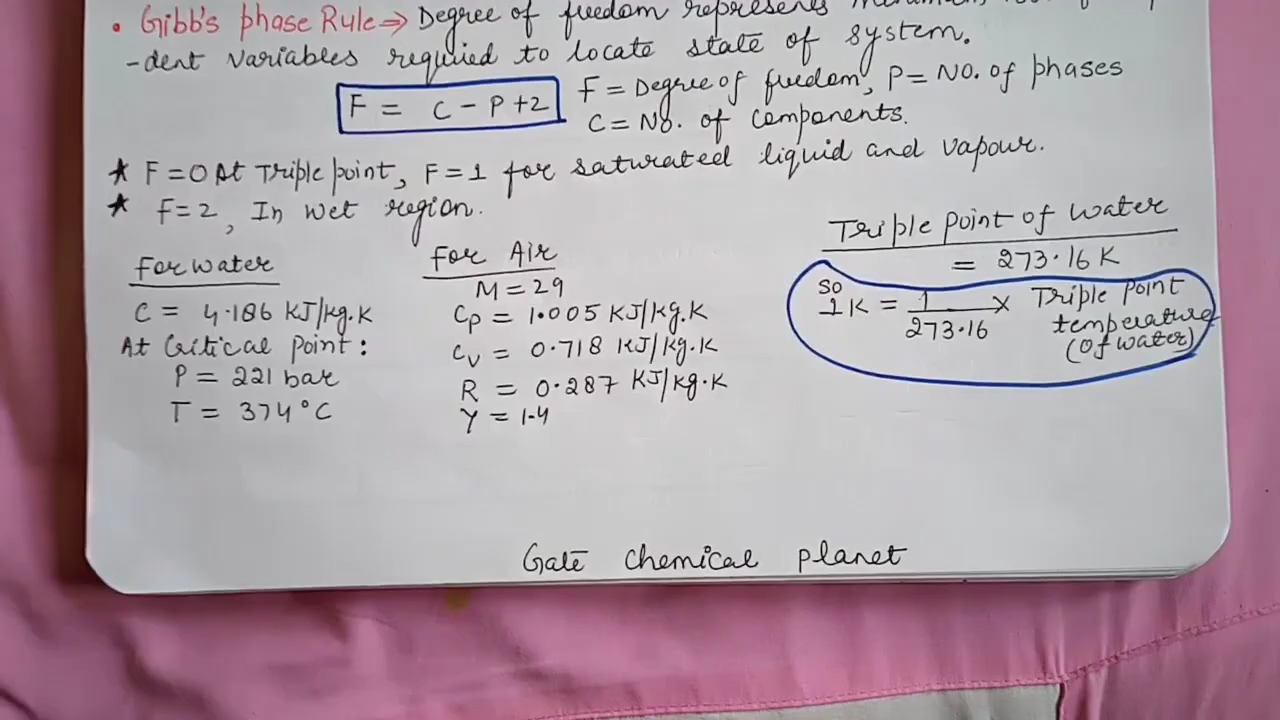 • Gibb's phase Rule ⇒ Degree of freedom represents
-dent variables required to locate state of system.
F = C - P + 2
F = Degree of freedom, P = NO. of phases
C = No. of components.
* F = 0 At Triple point, F = 1 for saturated liquid and vapour.
* F = 2, In wet region.
For water
C = 4.186 KJ/kg.K
At Critical Point :
P = 221 bar
T = 374°C
For Air
M = 29
Cp = 1.005 KJ/kg.K
Cv = 0.718 KJ/kg.K
R = 0.287 KJ/kg.K
γ = 1.4
Triple point of water
= 273.16 K
So
1K = 1/273.16 × Triple point
temperature
(Of water)
Gate chemical planet